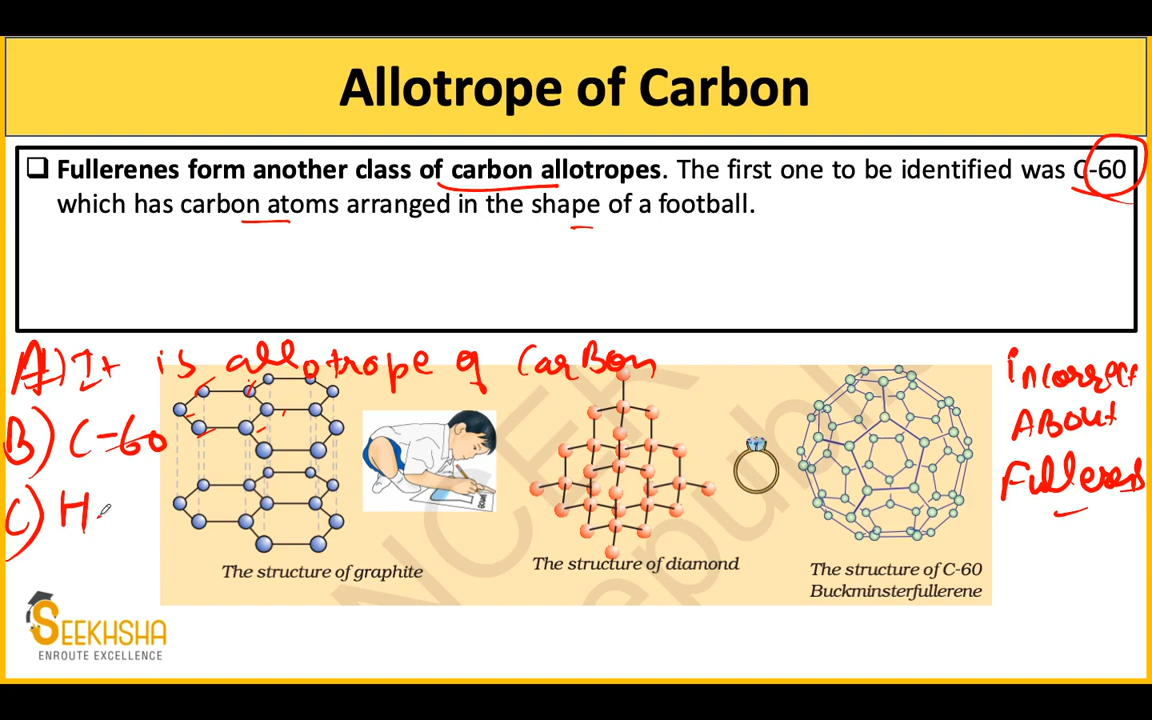 Allotrope of Carbon
❑ Fullerenes form another class of carbon allotropes. The first one to be identified was C-60
which has carbon atoms arranged in the shape of a football.
A) It is allotrope of Carbon
B) C-60
C) H
incorrect
About
Fullerens
The structure of graphite
The structure of diamond
The structure of C-60
Buckminsterfullerene
SEEKHSHA
ENROUTE EXCELLENCE